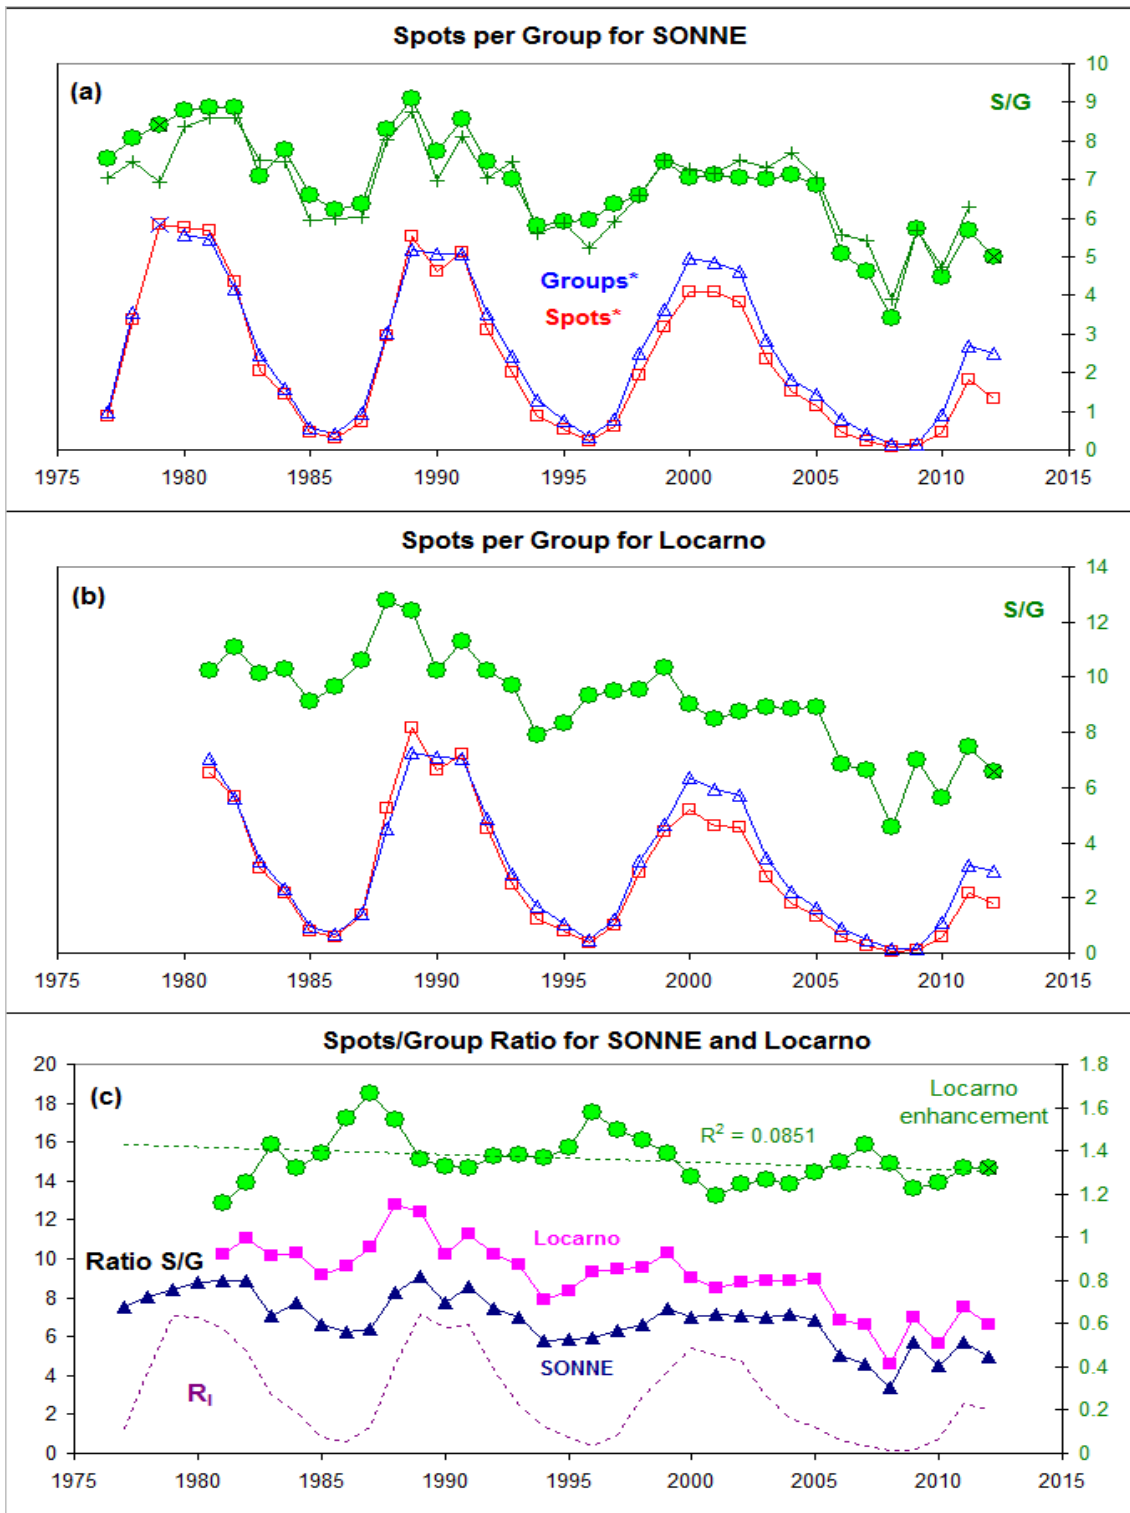 Spots per Group for SONNE
(a)
S/G
Groups*
Spots*
10
9
8
7
6
5
4
3
2
1
0
1975 1980 1985 1990 1995 2000 2005 2010 2015
Spots per Group for Locarno
(b)
S/G
14
12
10
8
6
4
2
0
1975 1980 1985 1990 1995 2000 2005 2010 2015
Spots/Group Ratio for SONNE and Locarno
20
18
16
14
12
10
8
6
4
2
0
(c)
Locarno
enhancement
R² = 0.0851
Locarno
Ratio S/G
SONNE
R_I
1.8
1.6
1.4
1.2
1
0.8
0.6
0.4
0.2
0
1975 1980 1985 1990 1995 2000 2005 2010 2015